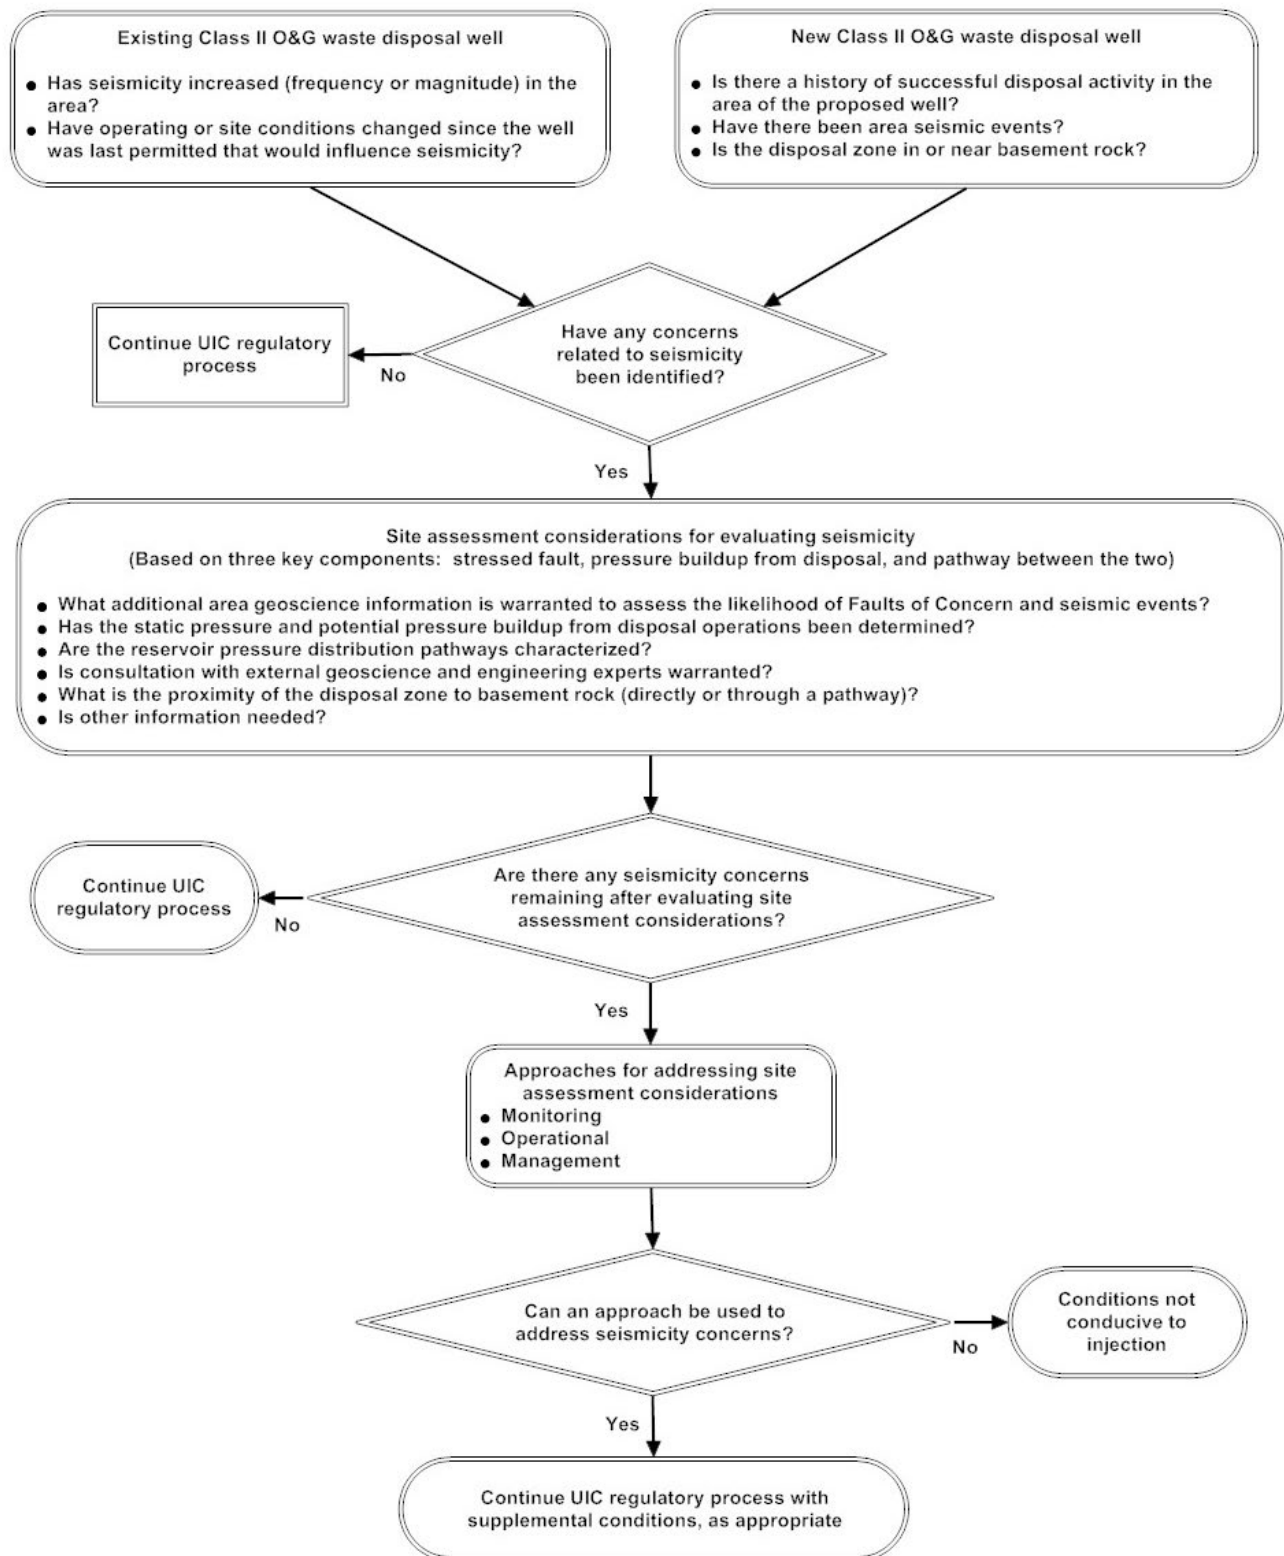 Existing Class II O&G waste disposal well
● Has seismicity increased (frequency or magnitude) in the
area?
● Have operating or site conditions changed since the well
was last permitted that would influence seismicity?
New Class II O&G waste disposal well
● Is there a history of successful disposal activity in the
area of the proposed well?
● Have there been area seismic events?
● Is the disposal zone in or near basement rock?
Have any concerns
related to seismicity
been identified?
No
Continue UIC regulatory
process
Yes
Site assessment considerations for evaluating seismicity
(Based on three key components: stressed fault, pressure buildup from disposal, and pathway between the two)
● What additional area geoscience information is warranted to assess the likelihood of Faults of Concern and seismic events?
● Has the static pressure and potential pressure buildup from disposal operations been determined?
● Are the reservoir pressure distribution pathways characterized?
● Is consultation with external geoscience and engineering experts warranted?
● What is the proximity of the disposal zone to basement rock (directly or through a pathway)?
● Is other information needed?
Are there any seismicity concerns
remaining after evaluating site
assessment considerations?
No
Continue UIC
regulatory process
Yes
Approaches for addressing site
assessment considerations
● Monitoring
● Operational
● Management
Can an approach be used to
address seismicity concerns?
No
Conditions not
conducive to
injection
Yes
Continue UIC regulatory process with
supplemental conditions, as appropriate